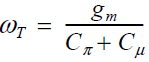 ω_T = g_m / (C_π + C_μ)